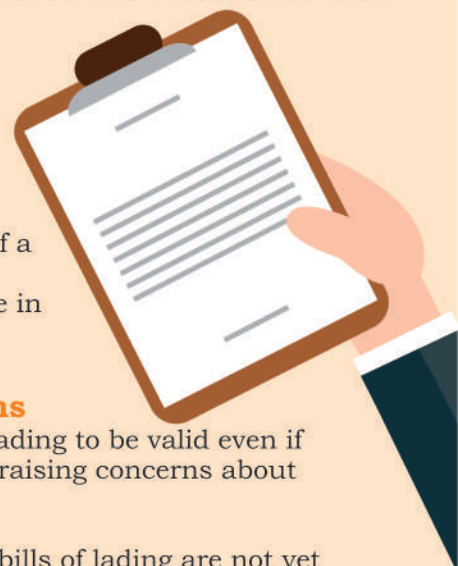 f a
e in
ns
ading to be valid even if
raising concerns about
bills of lading are not yet